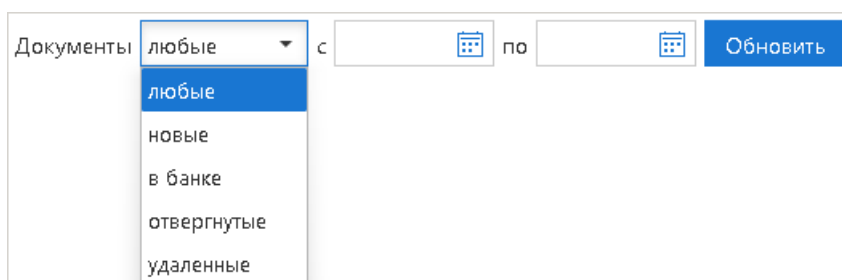 Документы любые с по Обновить
любые
новые
в банке
отвергнутые
удаленные